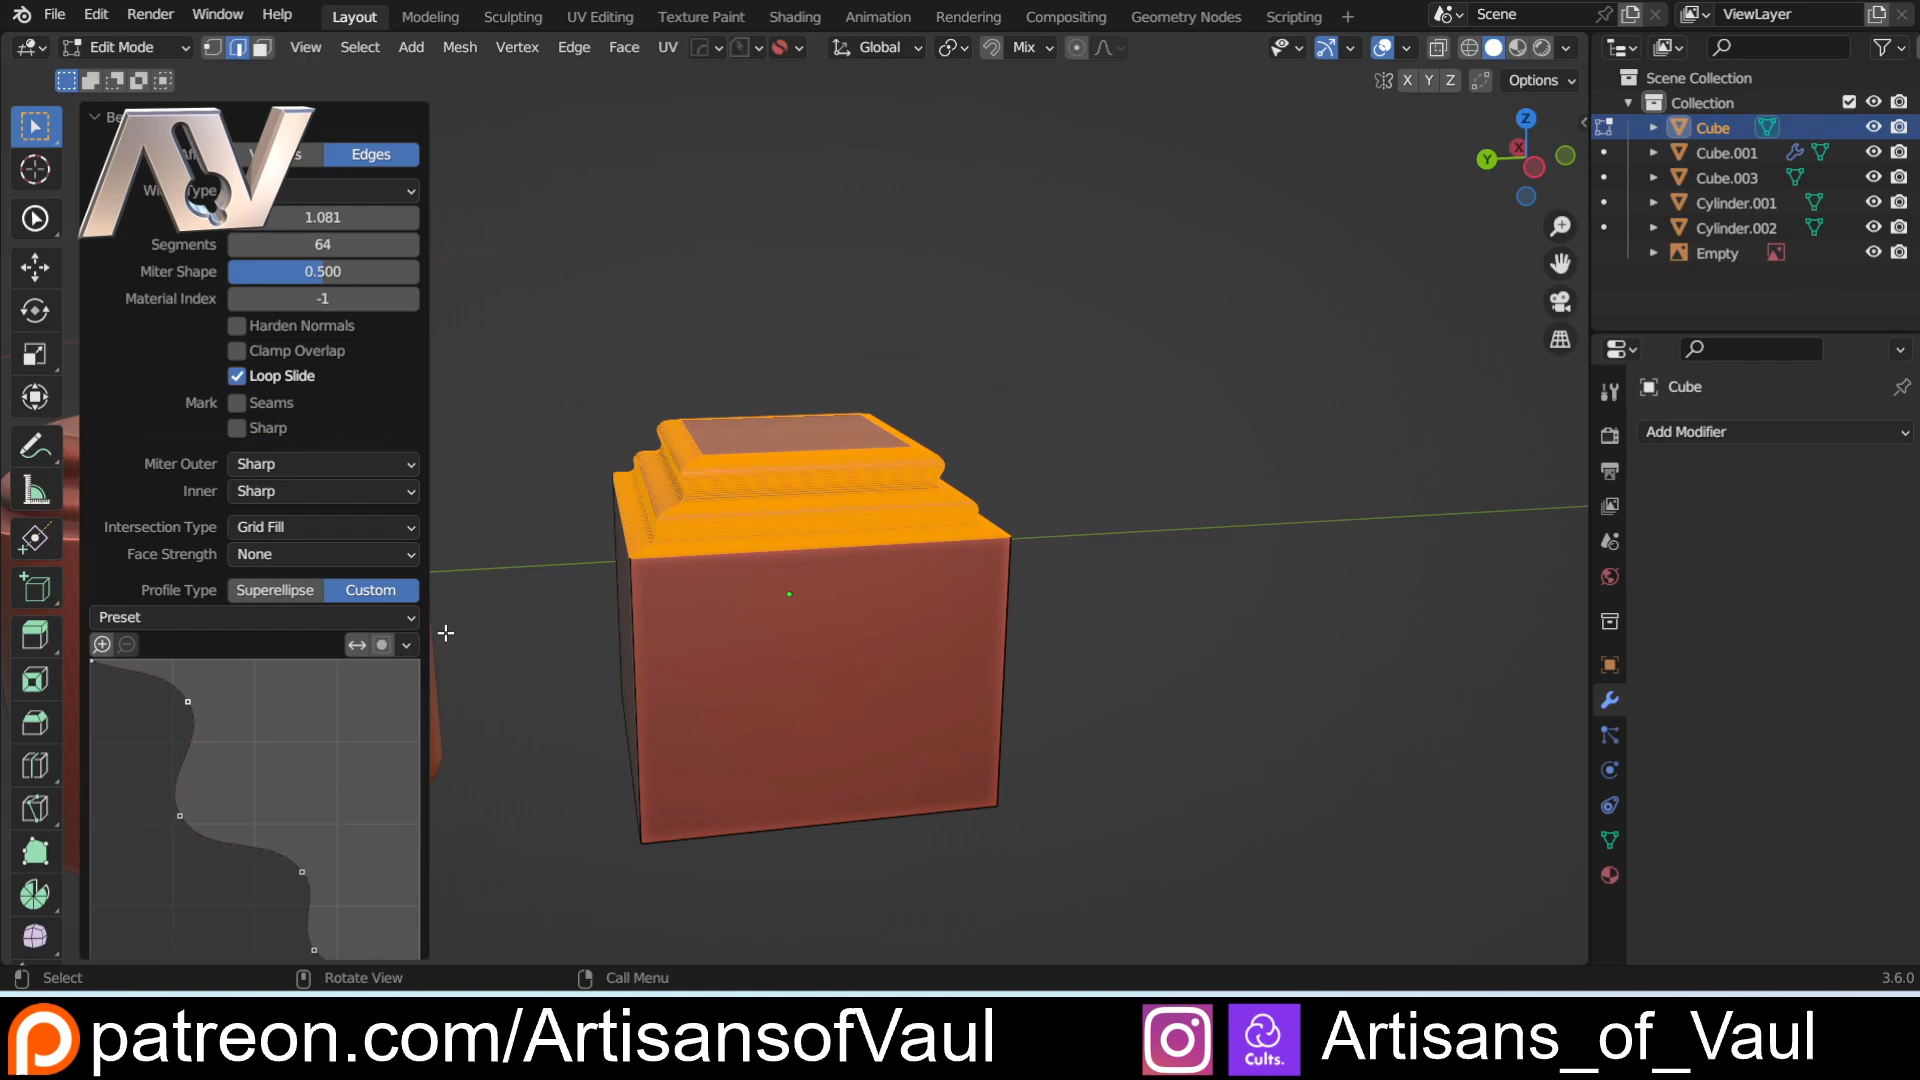 File Edit Render Window Help
Layout Modeling Sculpting UV Editing Texture Paint Shading Animation Rendering Compositing Geometry Nodes Scripting
Scene
ViewLayer
Edit Mode View Select Add Mesh Vertex Edge Face UV
Global
Mix
X Y Z Options
Scene Collection
Collection
Cube
Cube.001
Cube.003
Cylinder.001
Cylinder.002
Empty
Edges
Type
1.081
Segments 64
Miter Shape 0.500
Material Index -1
Harden Normals
Clamp Overlap
Loop Slide
Mark Seams
Sharp
Miter Outer Sharp
Inner Sharp
Intersection Type Grid Fill
Face Strength None
Profile Type Superellipse Custom
Preset
Z
Y
X
Cube
Add Modifier
Select Rotate View Call Menu 3.6.0
patreon.com/ArtisansofVaul
Cults.
Artisans_of_Vaul